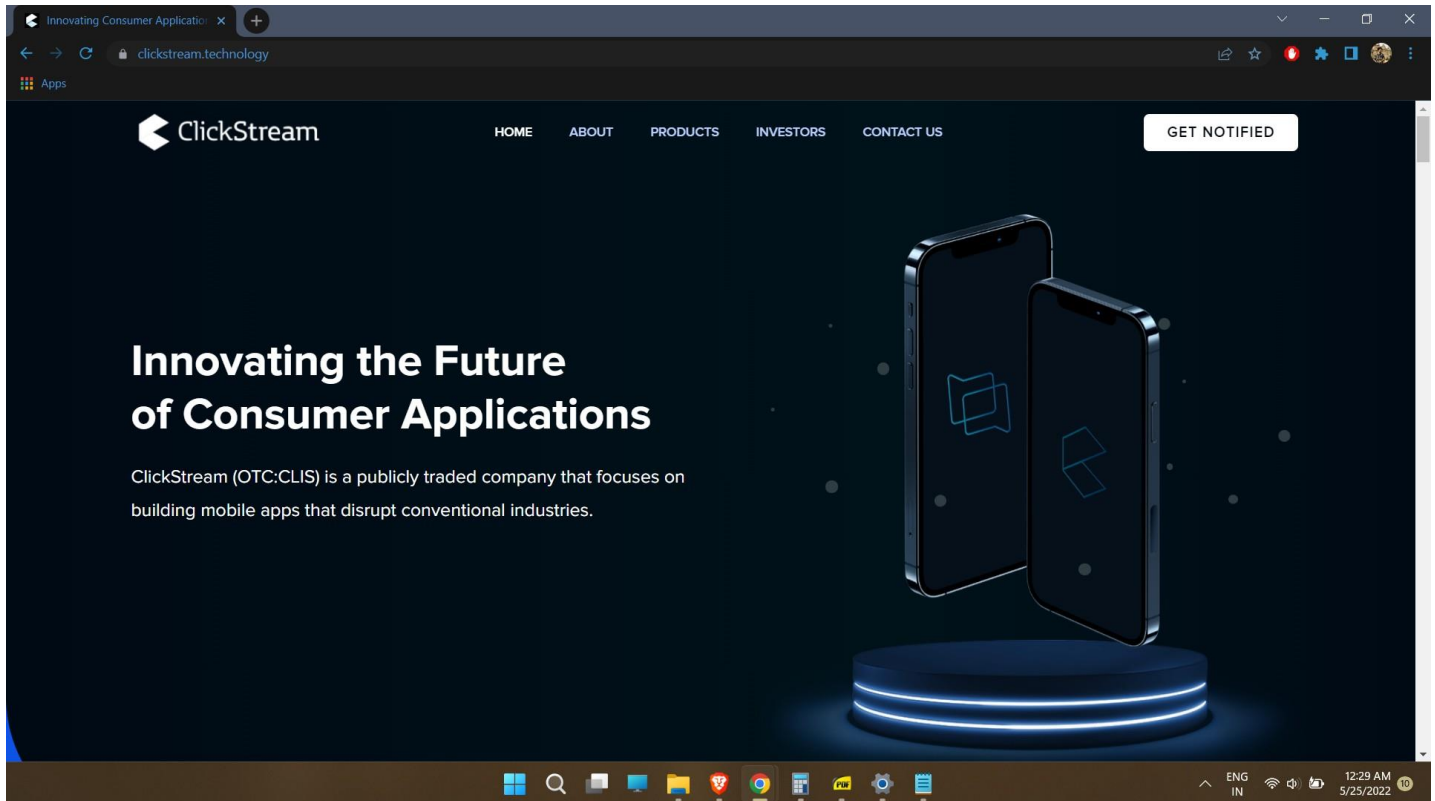 Innovating Consumer Application
clickstream.technology
Apps
ClickStream
HOME ABOUT PRODUCTS INVESTORS CONTACT US
GET NOTIFIED
Innovating the Future
of Consumer Applications
ClickStream (OTC:CLIS) is a publicly traded company that focuses on
building mobile apps that disrupt conventional industries.
PDF
ENG
IN
12:29 AM
5/25/2022
10